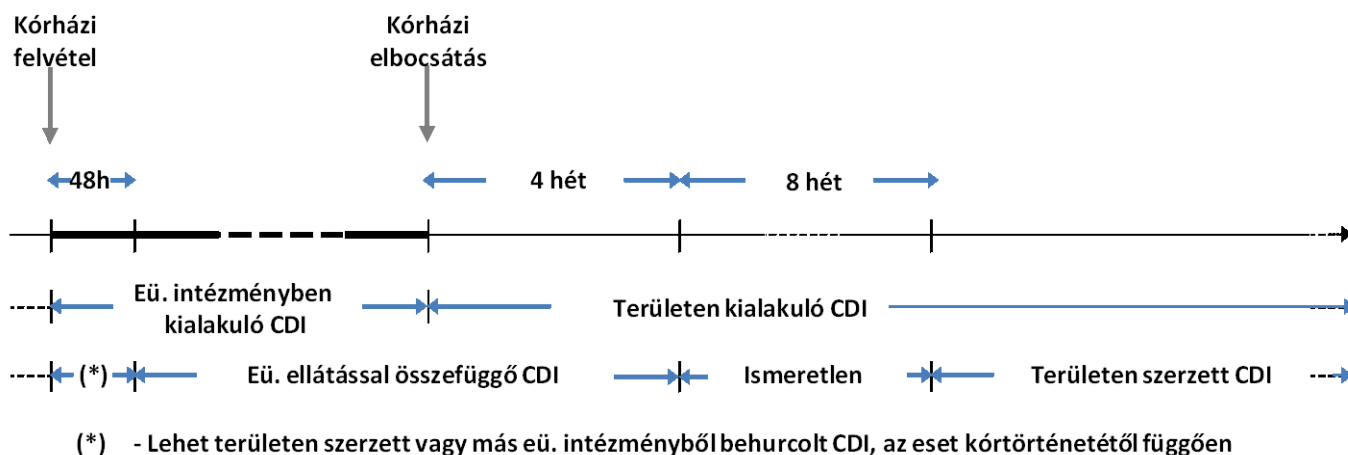 Kórházi
felvétel
Kórházi
elbocsátás
48h
4 hét
8 hét
Eü. intézményben
kialakuló CDI
Területen kialakuló CDI
(*)
Eü. ellátással összefüggő CDI
Ismeretlen
Területen szerzett CDI
(*) - Lehet területen szerzett vagy más eü. intézményből behurcolt CDI, az eset kórtörténetétől függően